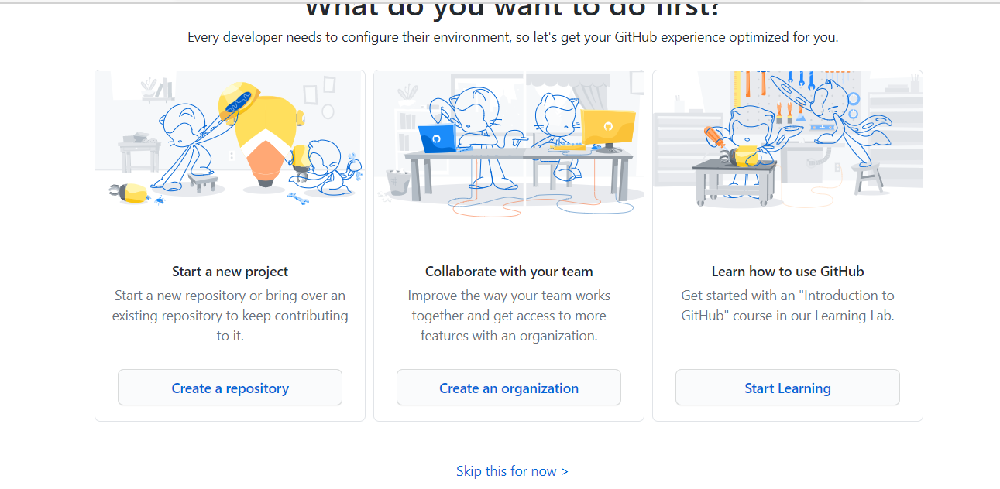 What do you want to do first?
Every developer needs to configure their environment, so let's get your GitHub experience optimized for you.
Start a new project
Start a new repository or bring over an
existing repository to keep contributing
to it.
Create a repository
Collaborate with your team
Improve the way your team works
together and get access to more
features with an organization.
Create an organization
Learn how to use GitHub
Get started with an "Introduction to
GitHub" course in our Learning Lab.
Start Learning
Skip this for now >